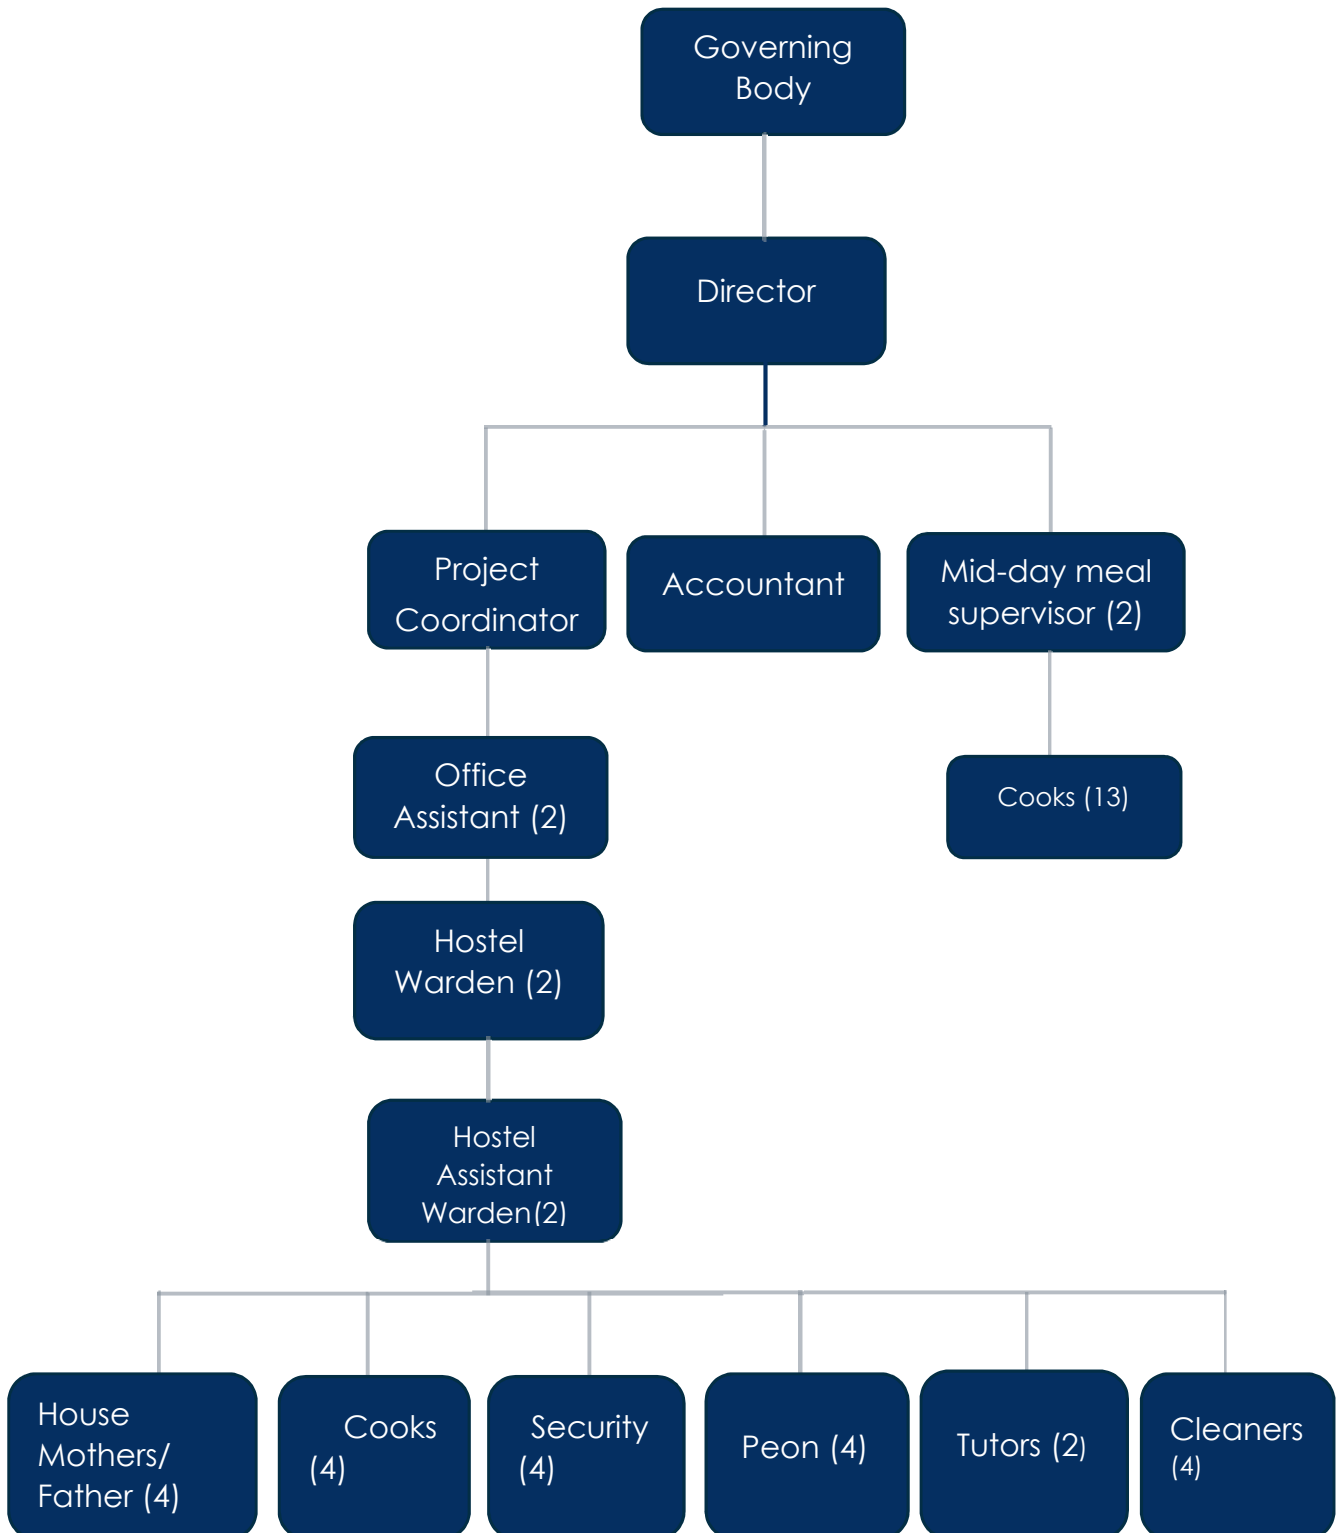 Governing
Body
Director
Project
Coordinator
Accountant
Mid-day meal
supervisor (2)
Office
Assistant (2)
Cooks (13)
Hostel
Warden (2)
Hostel
Assistant
Warden(2)
House
Mothers/
Father (4)
Cooks
(4)
Security
(4)
Peon (4)
Tutors (2)
Cleaners
(4)